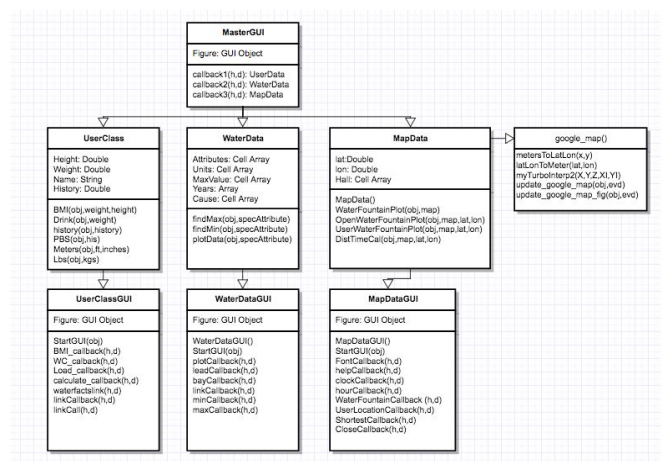 MasterGUI
Figure: GUI Object
callback1(h,d): UserData
callback2(h,d): WaterData
callback3(h,d): MapData
UserClass
Height: Double
Weight: Double
Name: String
History: Double
BMI(obj,weight,height)
Drink(obj,weight)
history(obj,history)
PBS(obj,his)
Meters(obj,ft,inches)
Lbs(obj,kgs)
WaterData
Attributes: Cell Array
Units: Cell Array
MaxValue: Cell Array
Years: Array
Cause: Cell Array
findMax(obj,specAttribute)
findMin(obj,specAttribute)
plotData(obj,specAttribute)
MapData
lat:Double
lon: Double
Hall: Cell Array
MapData()
WaterFountainPlot(obj,map)
OpenWaterFountainPlot(obj,map,lat,lon)
UserWaterFountainPlot(obj,map,lat,lon)
DistTimeCal(obj,map,lat,lon)
google_map()
metersToLatLon(x,y)
latLonToMeter(lat,lon)
myTurboInterp2(X,Y,Z,XI,YI)
update_google_map(obj,evd)
update_google_map_fig(obj,evd)
UserClassGUI
Figure: GUI Object
StartGUI(obj)
BMI_callback(h,d)
WC_calback(h,d)
Load_callback(h,d)
calculate_callback(h,d)
waterfactslink(h,d)
linkCallback(h,d)
linkCall(h,d)
WaterDataGUI
Figure: GUI Object
WaterDataGUI()
StartGUI(obj)
plotCallback(h,d)
leadCallback(h,d)
bayCallback(h,d)
linkCallback(h,d)
minCallback(h,d)
maxCallback(h,d)
MapDataGUI
Figure: GUI Object
MapDataGUI()
StartGUI(obj)
FontCallback(h,d)
helpCallback(h,d)
clockCallback(h,d)
hourCallback(h,d)
WaterFountainCallback (h,d)
UserLocationCallback(h,d)
ShortestCallback(h,d)
CloseCallback(h,d)